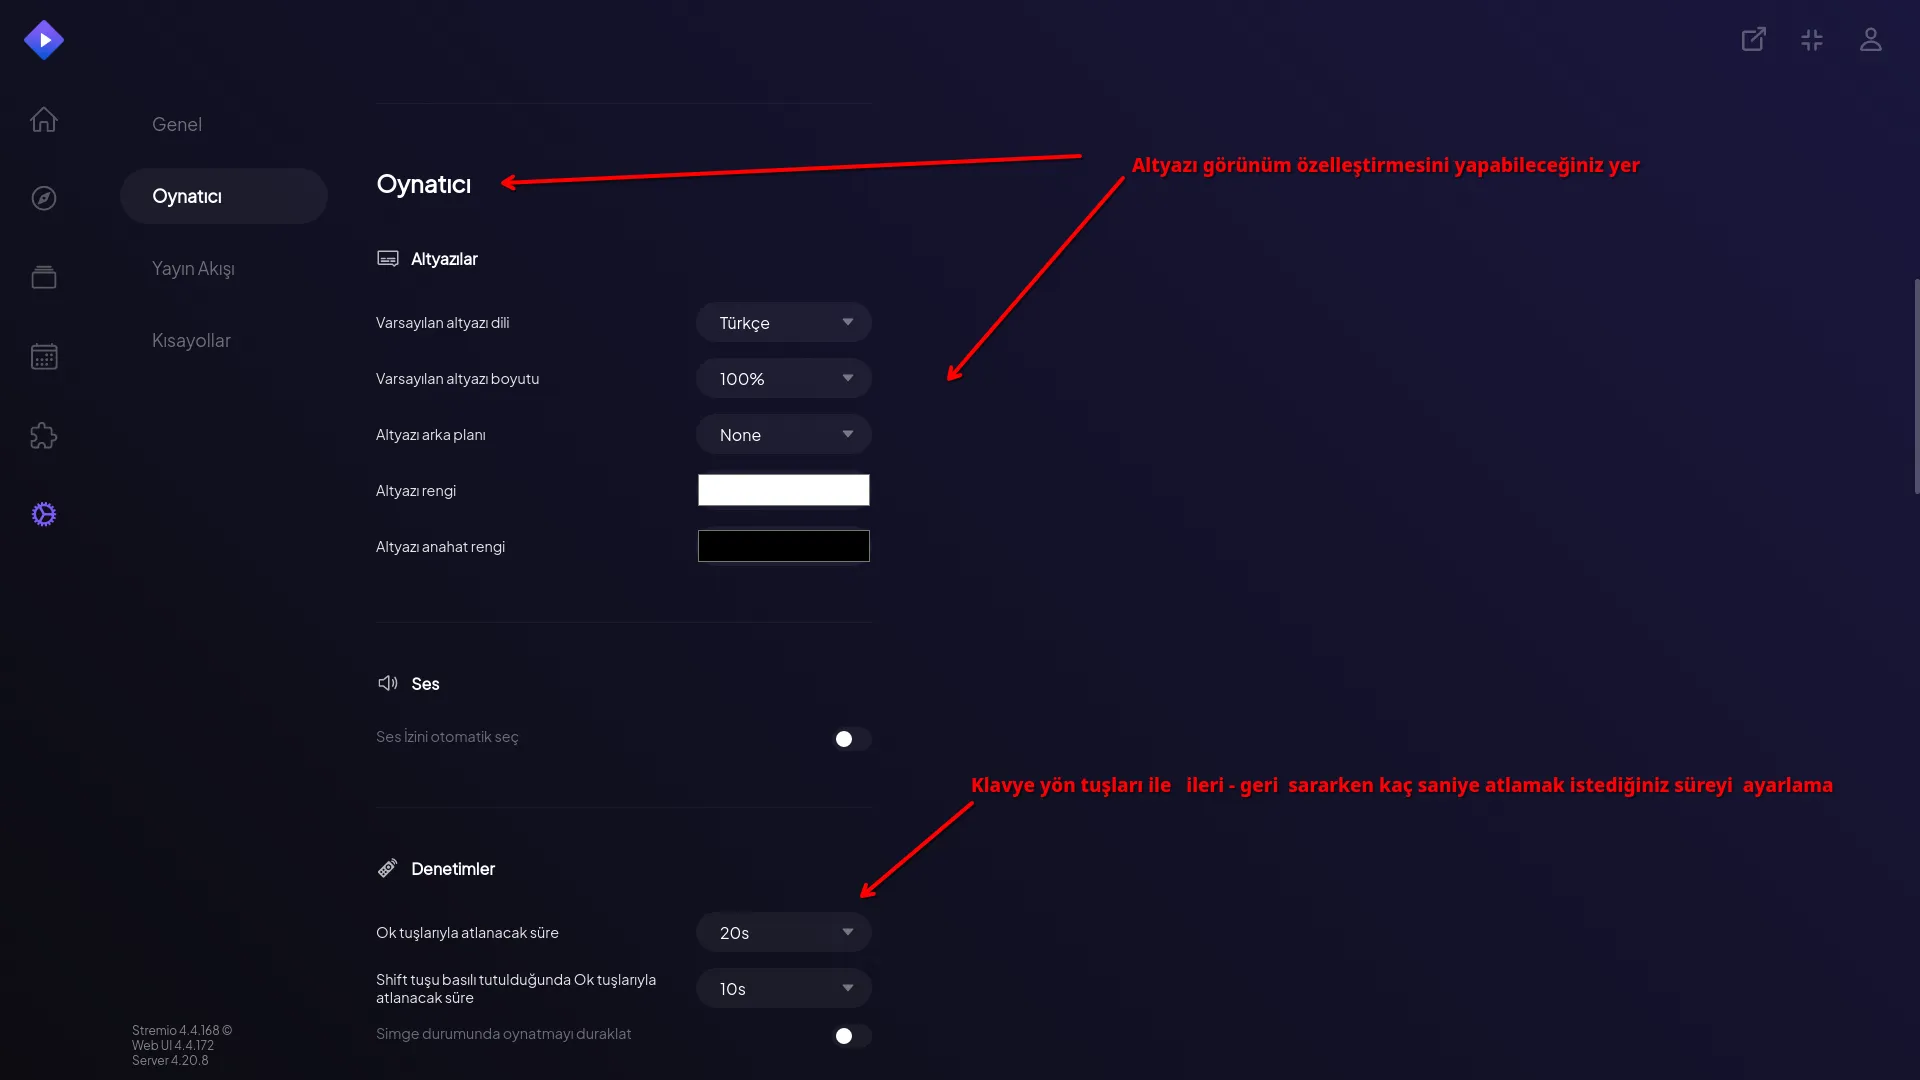 Genel
Oynatıcı
Yayın Akışı
Kısayollar
Oynatıcı
Altyazı görünüm özelleştirmesini yapabileceğiniz yer
Altyazılar
Varsayılan altyazı dili
Türkçe
Varsayılan altyazı boyutu
100%
Altyazı arka planı
None
Altyazı rengi
Altyazı anahat rengi
Ses
Ses İzini otomatik seç
Klavye yön tuşları ile ileri - geri sararken kaç saniye atlamak istediğiniz süreyi ayarlama
Denetimler
Ok tuşlarıyla atlanacak süre
20s
Shift tuşu basılı tutulduğunda Ok tuşlarıyla
atlanacak süre
10s
Simge durumunda oynatmayı duraklat
Stremio 4.4.168 ©
Web UI 4.4.172
Server 4.20.8